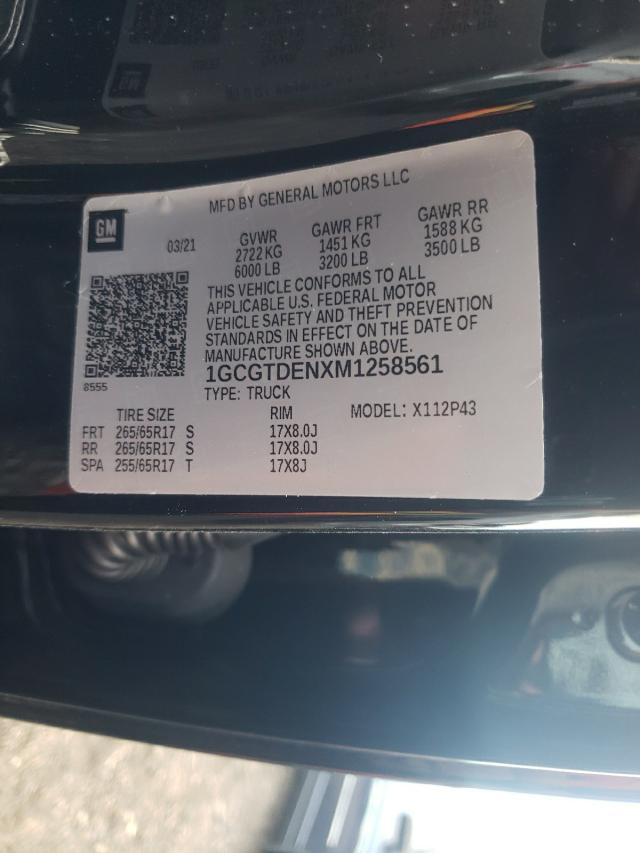 MFD BY GENERAL MOTORS LLC
GM
03/21
GVWR
2722 KG
6000 LB
GAWR FRT
1451 KG
3200 LB
GAWR RR
1588 KG
3500 LB
THIS VEHICLE CONFORMS TO ALL
APPLICABLE U.S. FEDERAL MOTOR
VEHICLE SAFETY AND THEFT PREVENTION
STANDARDS IN EFFECT ON THE DATE OF
MANUFACTURE SHOWN ABOVE.
8555
1GCGTDENXM1258561
TYPE: TRUCK
MODEL: X112P43
TIRE SIZE RIM
FRT 265/65R17 S 17X8.0J
RR 265/65R17 S 17X8.0J
SPA 255/65R17 T 17X8J